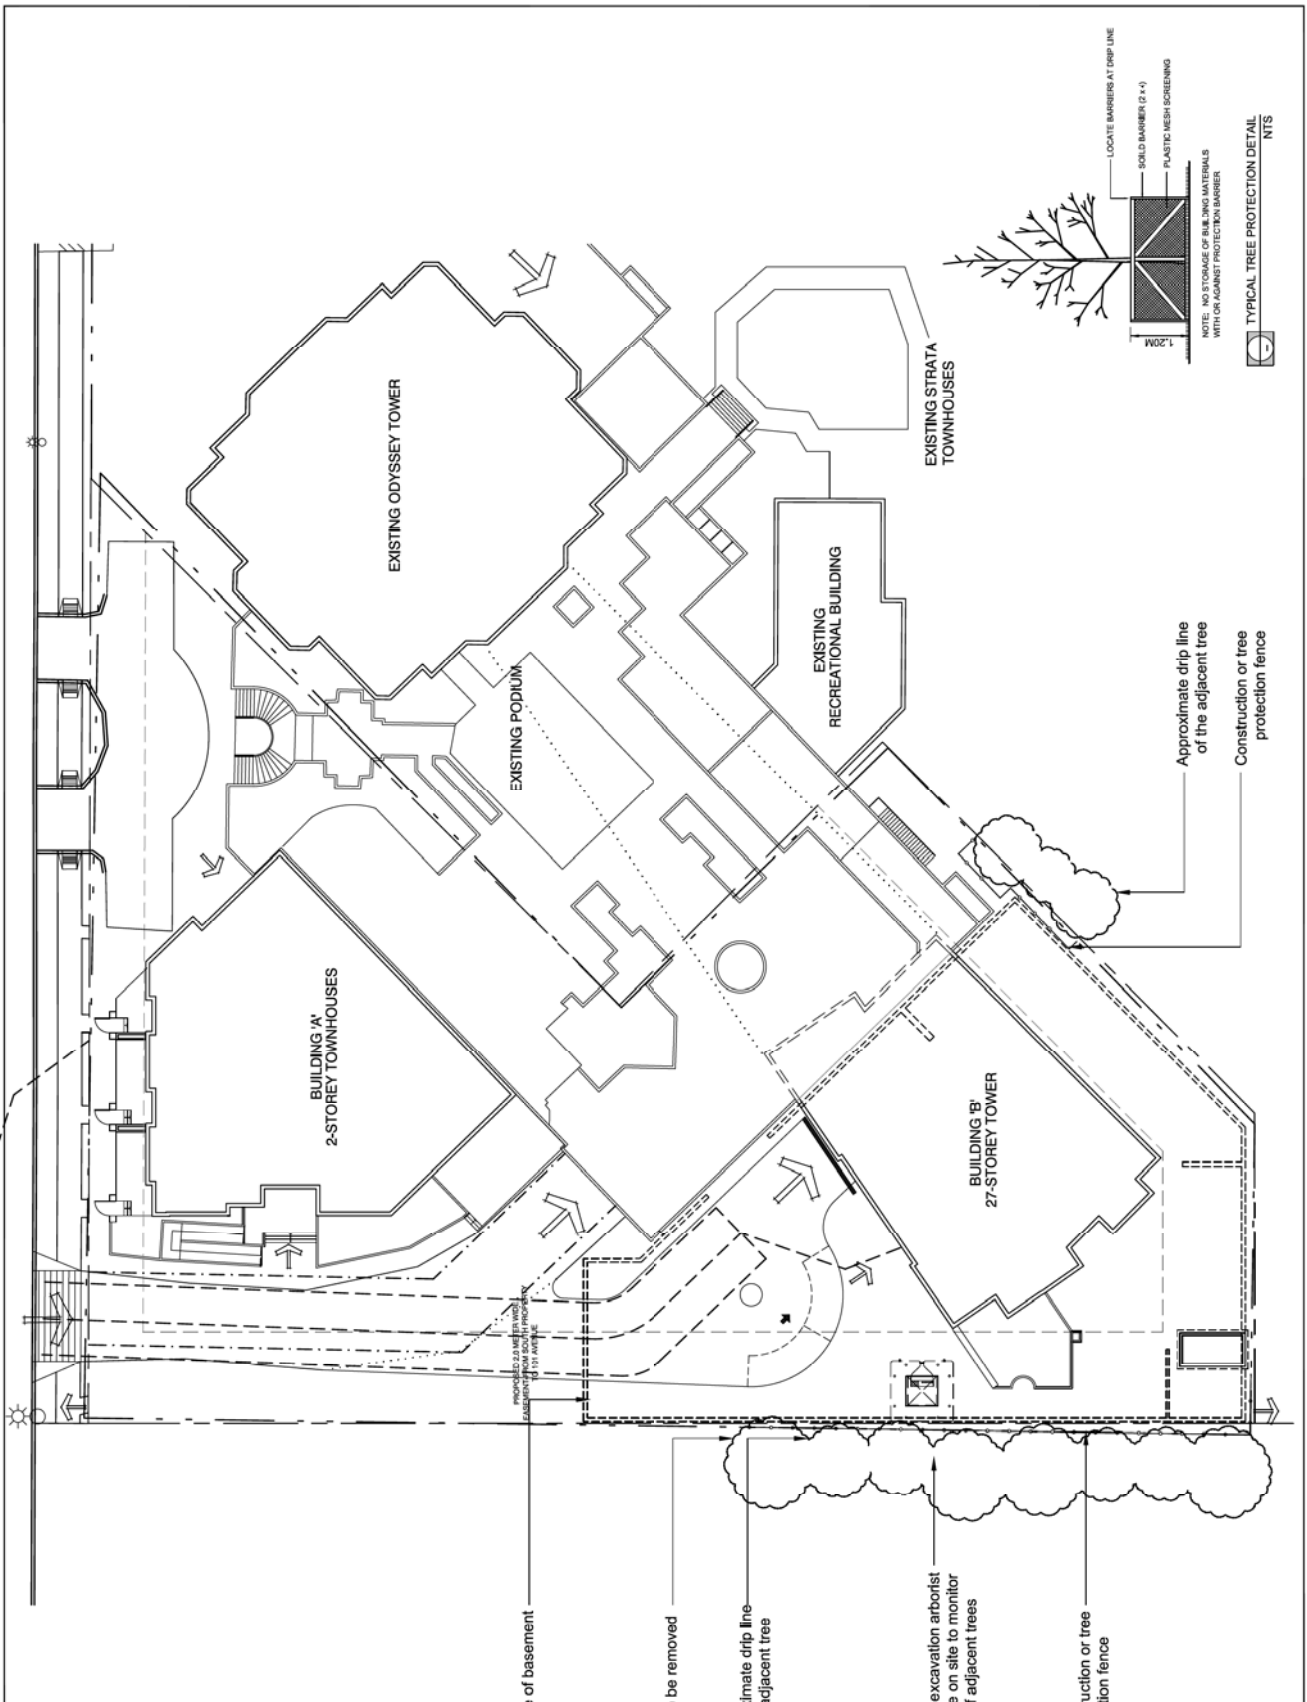 LOCATE BARRIERS AT DRIP LINE
SOILD BARRIER (2 x 4)
PLASTIC MESH SCREENING
1.20M
NOTE: NO STORAGE OF BUILDING MATERIALS
WITH OR AGAINST PROTECTION BARRIER
TYPICAL TREE PROTECTION DETAIL
NTS
EXISTING ODYSSEY TOWER
EXISTING STRATA
TOWNHOUSES
EXISTING PODIUM
EXISTING
RECREATIONAL BUILDING
Approximate drip line
of the adjacent tree
Construction or tree
protection fence
BUILDING 'A'
2-STOREY TOWNHOUSES
BUILDING 'B'
27-STOREY TOWER
PROPOSED 2.0 METER WIDE
EASEMENT FROM SOUTH PROPERTY
TO 101 AVENUE
e of basement
be removed
imate drip line
adjacent tree
excavation arborist
e on site to monitor
f adjacent trees
ruction or tree
tion fence